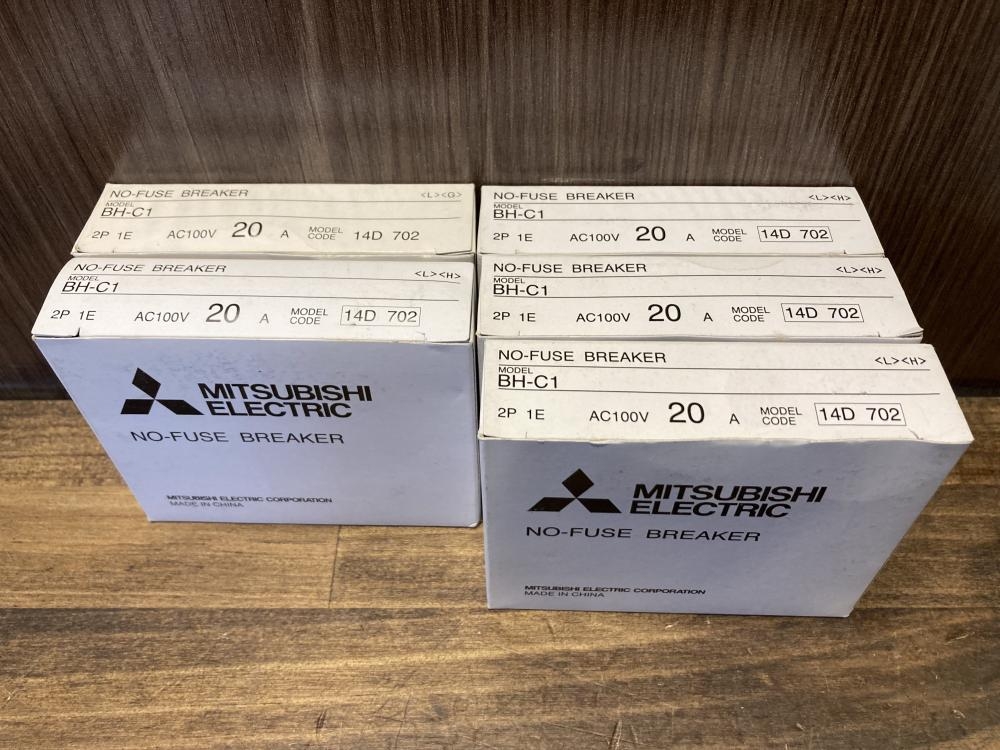 NO-FUSE BREAKER <L><G>
MODEL
BH-C1
2P 1E AC100V 20 A MODEL CODE 14D 702
NO-FUSE BREAKER <L><H>
MODEL
BH-C1
2P 1E AC100V 20 A MODEL CODE 14D 702
MITSUBISHI
ELECTRIC
NO-FUSE BREAKER
MITSUBISHI ELECTRIC CORPORATION
MADE IN CHINA
NO-FUSE BREAKER <L><H>
MODEL
BH-C1
2P 1E AC100V 20 A MODEL CODE 14D 702
NO-FUSE BREAKER <L><H>
MODEL
BH-C1
2P 1E AC100V 20 A MODEL CODE 14D 702
NO-FUSE BREAKER <L><H>
MODEL
BH-C1
2P 1E AC100V 20 A MODEL CODE 14D 702
MITSUBISHI
ELECTRIC
NO-FUSE BREAKER
MITSUBISHI ELECTRIC CORPORATION
MADE IN CHINA